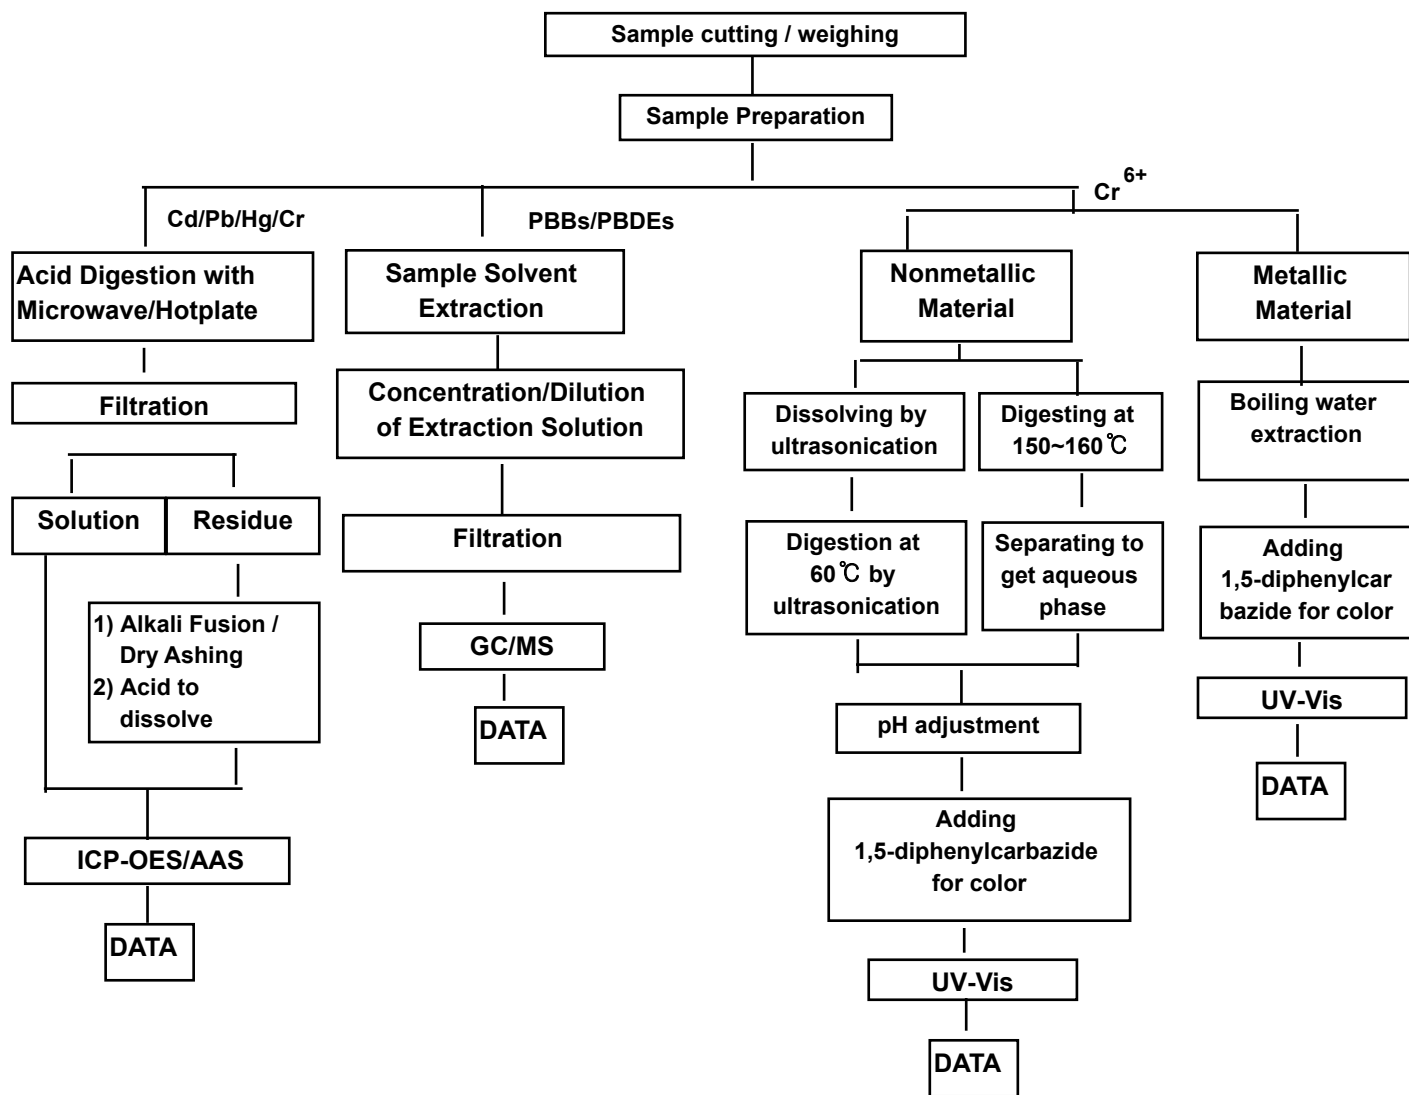 Sample cutting / weighing
Sample Preparation
Cr 6+
Cd/Pb/Hg/Cr
PBBs/PBDEs
Acid Digestion with
Microwave/Hotplate
Filtration
Solution
Residue
1) Alkali Fusion /
Dry Ashing
2) Acid to
dissolve
ICP-OES/AAS
DATA
Sample Solvent
Extraction
Concentration/Dilution
of Extraction Solution
Filtration
GC/MS
DATA
Nonmetallic
Material
Dissolving by
ultrasonication
Digestion at
60℃ by
ultrasonication
Digesting at
150~160℃
Separating to
get aqueous
phase
pH adjustment
Adding
1,5-diphenylcarbazide
for color
UV-Vis
DATA
Metallic
Material
Boiling water
extraction
Adding
1,5-diphenylcar
bazide for color
UV-Vis
DATA